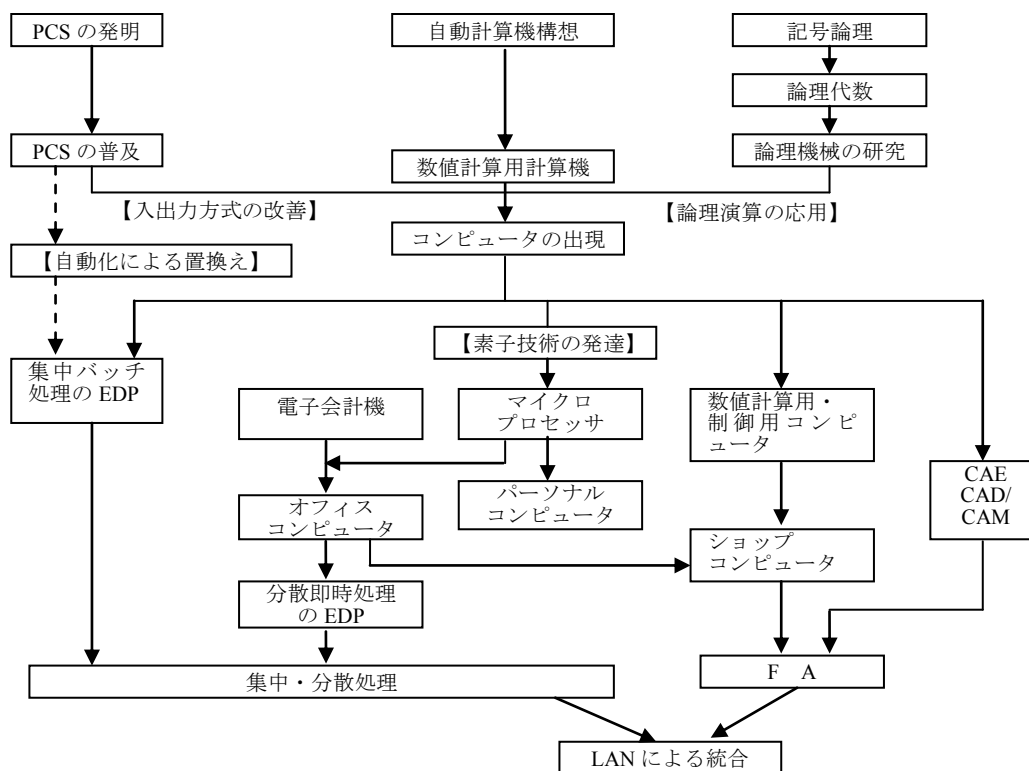 PCS の発明
自動計算機構想
記号論理
論理代数
PCS の普及
数値計算用計算機
論理機械の研究
【入出力方式の改善】
【論理演算の応用】
コンピュータの出現
【自動化による置換え】
【素子技術の発達】
集中バッチ
処理の EDP
電子会計機
マイクロ
プロセッサ
数値計算用・
制御用コンピ
ュータ
CAE
CAD/
CAM
オフィス
コンピュータ
パーソナル
コンピュータ
ショップ
コンピュータ
分散即時処理
の EDP
集中・分散処理
F A
LAN による統合